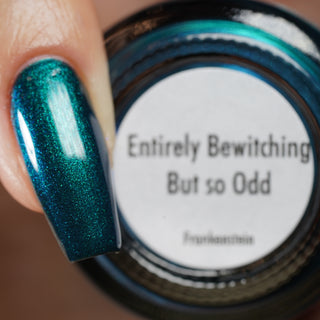 Entirely Bewitching
But so Odd
Frankenstein